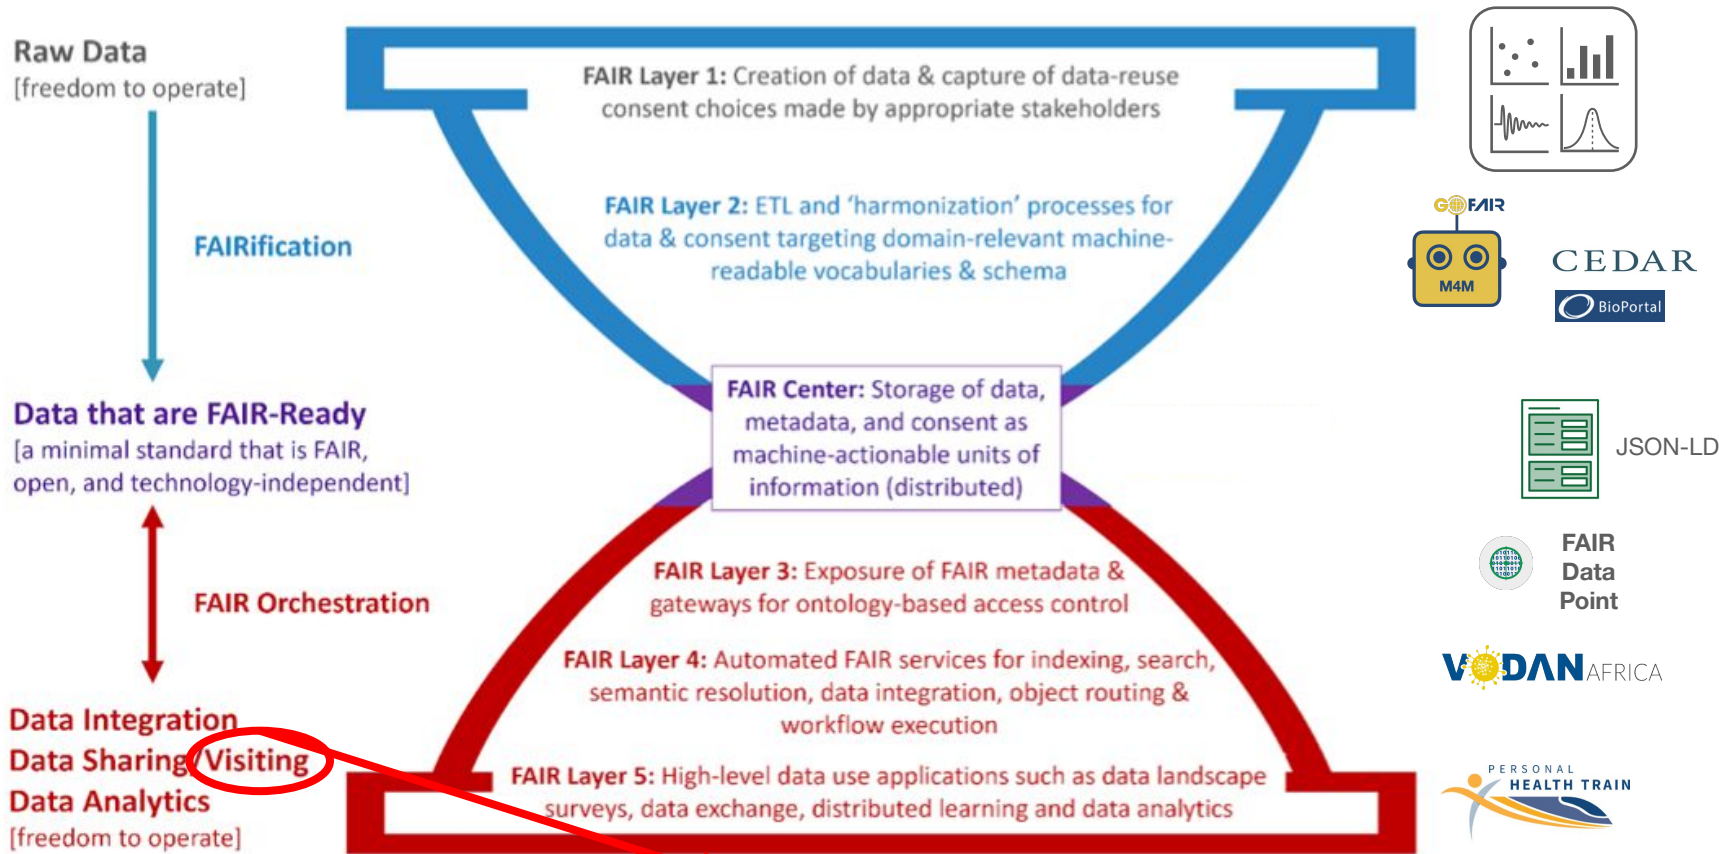 Raw Data
[freedom to operate]
FAIRification
Data that are FAIR-Ready
[a minimal standard that is FAIR,
open, and technology-independent]
FAIR Orchestration
Data Integration
Data Sharing/Visiting
Data Analytics
[freedom to operate]
FAIR Layer 1: Creation of data & capture of data-reuse
consent choices made by appropriate stakeholders
FAIR Layer 2: ETL and ‘harmonization’ processes for
data & consent targeting domain-relevant machine-
readable vocabularies & schema
FAIR Center: Storage of data,
metadata, and consent as
machine-actionable units of
information (distributed)
FAIR Layer 3: Exposure of FAIR metadata &
gateways for ontology-based access control
FAIR Layer 4: Automated FAIR services for indexing, search,
semantic resolution, data integration, object routing &
workflow execution
FAIR Layer 5: High-level data use applications such as data landscape
surveys, data exchange, distributed learning and data analytics
GO FAIR
M4M
CEDAR
BioPortal
JSON-LD
FAIR
Data
Point
VODAN AFRICA
PERSONAL
HEALTH TRAIN